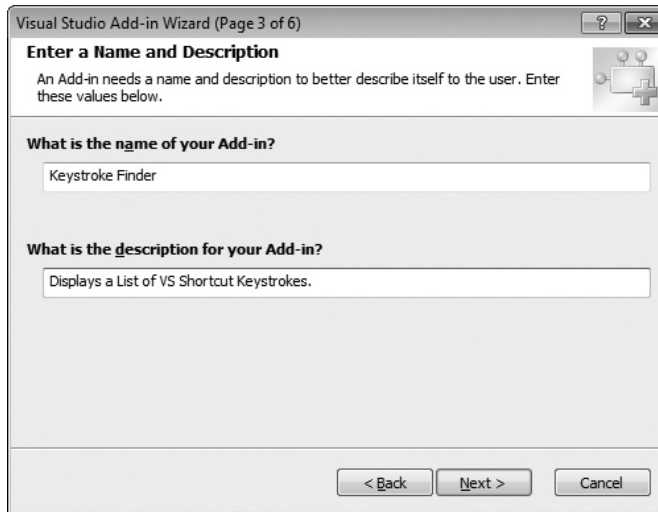 Visual Studio Add-in Wizard (Page 3 of 6)
Enter a Name and Description
An Add-in needs a name and description to better describe itself to the user. Enter
these values below.
What is the name of your Add-in?
Keystroke Finder
What is the description for your Add-in?
Displays a List of VS Shortcut Keystrokes.
< Back Next > Cancel